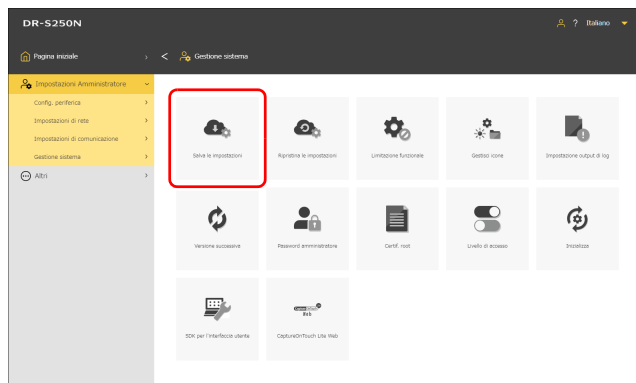 DR-S250N
? Italiano
Pagina iniziale
Gestione sistema
Impostazioni Amministratore
Config. periferica
Impostazioni di rete
Impostazioni di comunicazione
Gestione sistema
Altri
Salva le impostazioni
Ripristina le impostazioni
Limitazione funzionale
Gestisci icone
Impostazione output di log
Versione successiva
Password amministratore
Certif. root
Livello di accesso
Inizializza
SDK per l'interfaccia utente
CaptureOnTouch Lite Web